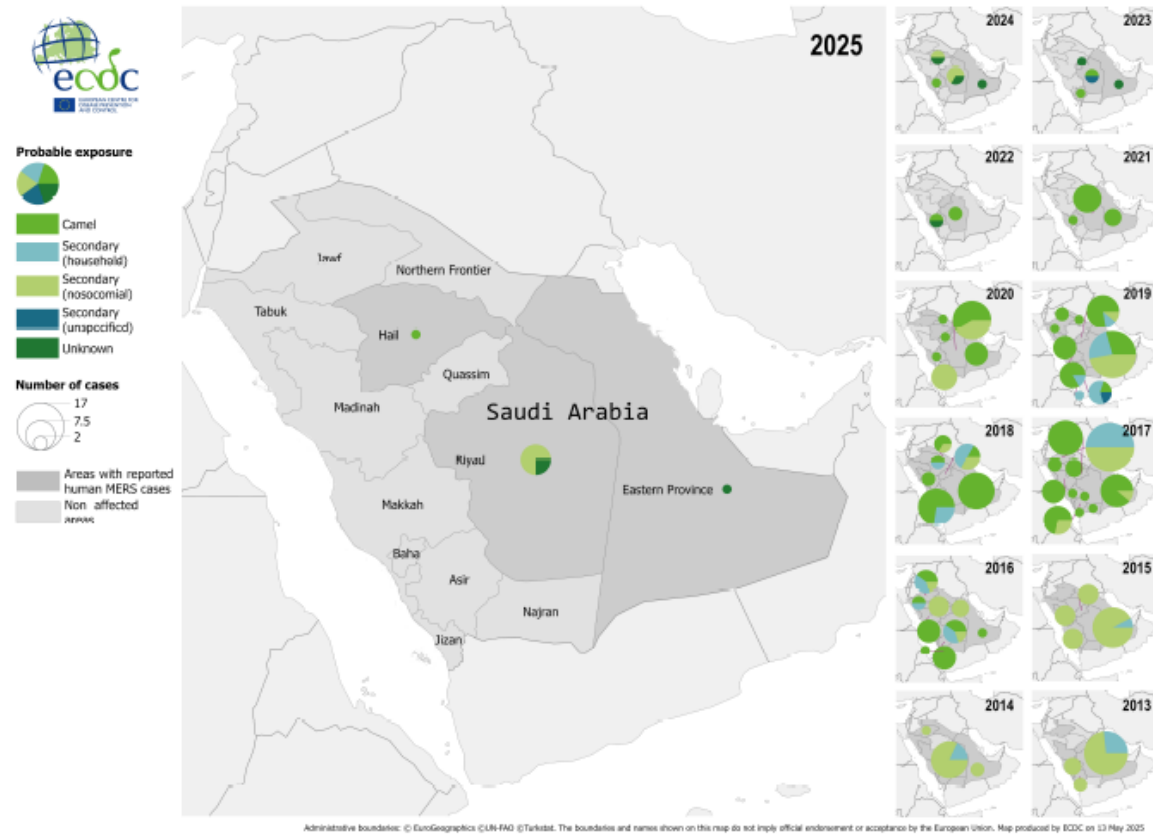 ecdc
EUROPEAN CENTRE FOR
DISEASE PREVENTION
AND CONTROL
Probable exposure
Camel
Secondary
(household)
Secondary
(nosocomial)
Secondary
(unspecified)
Unknown
Number of cases
17
7.5
2
Areas with reported
human MERS cases
Non affected
areas
2025
Jawf
Northern Frontier
Tabuk
Hail
Quassim
Madinah
Saudi Arabia
Riyad
Eastern Province
Makkah
Baha
Asir
Najran
Jizan
2024
2023
2022
2021
2020
2019
2018
2017
2016
2015
2014
2013
Administrative boundaries: © EuroGeographics ©UN-FAO ©Turkstat. The boundaries and names shown on this map do not imply official endorsement or acceptance by the European Union. Map produced by ECDC on 13 May 2025